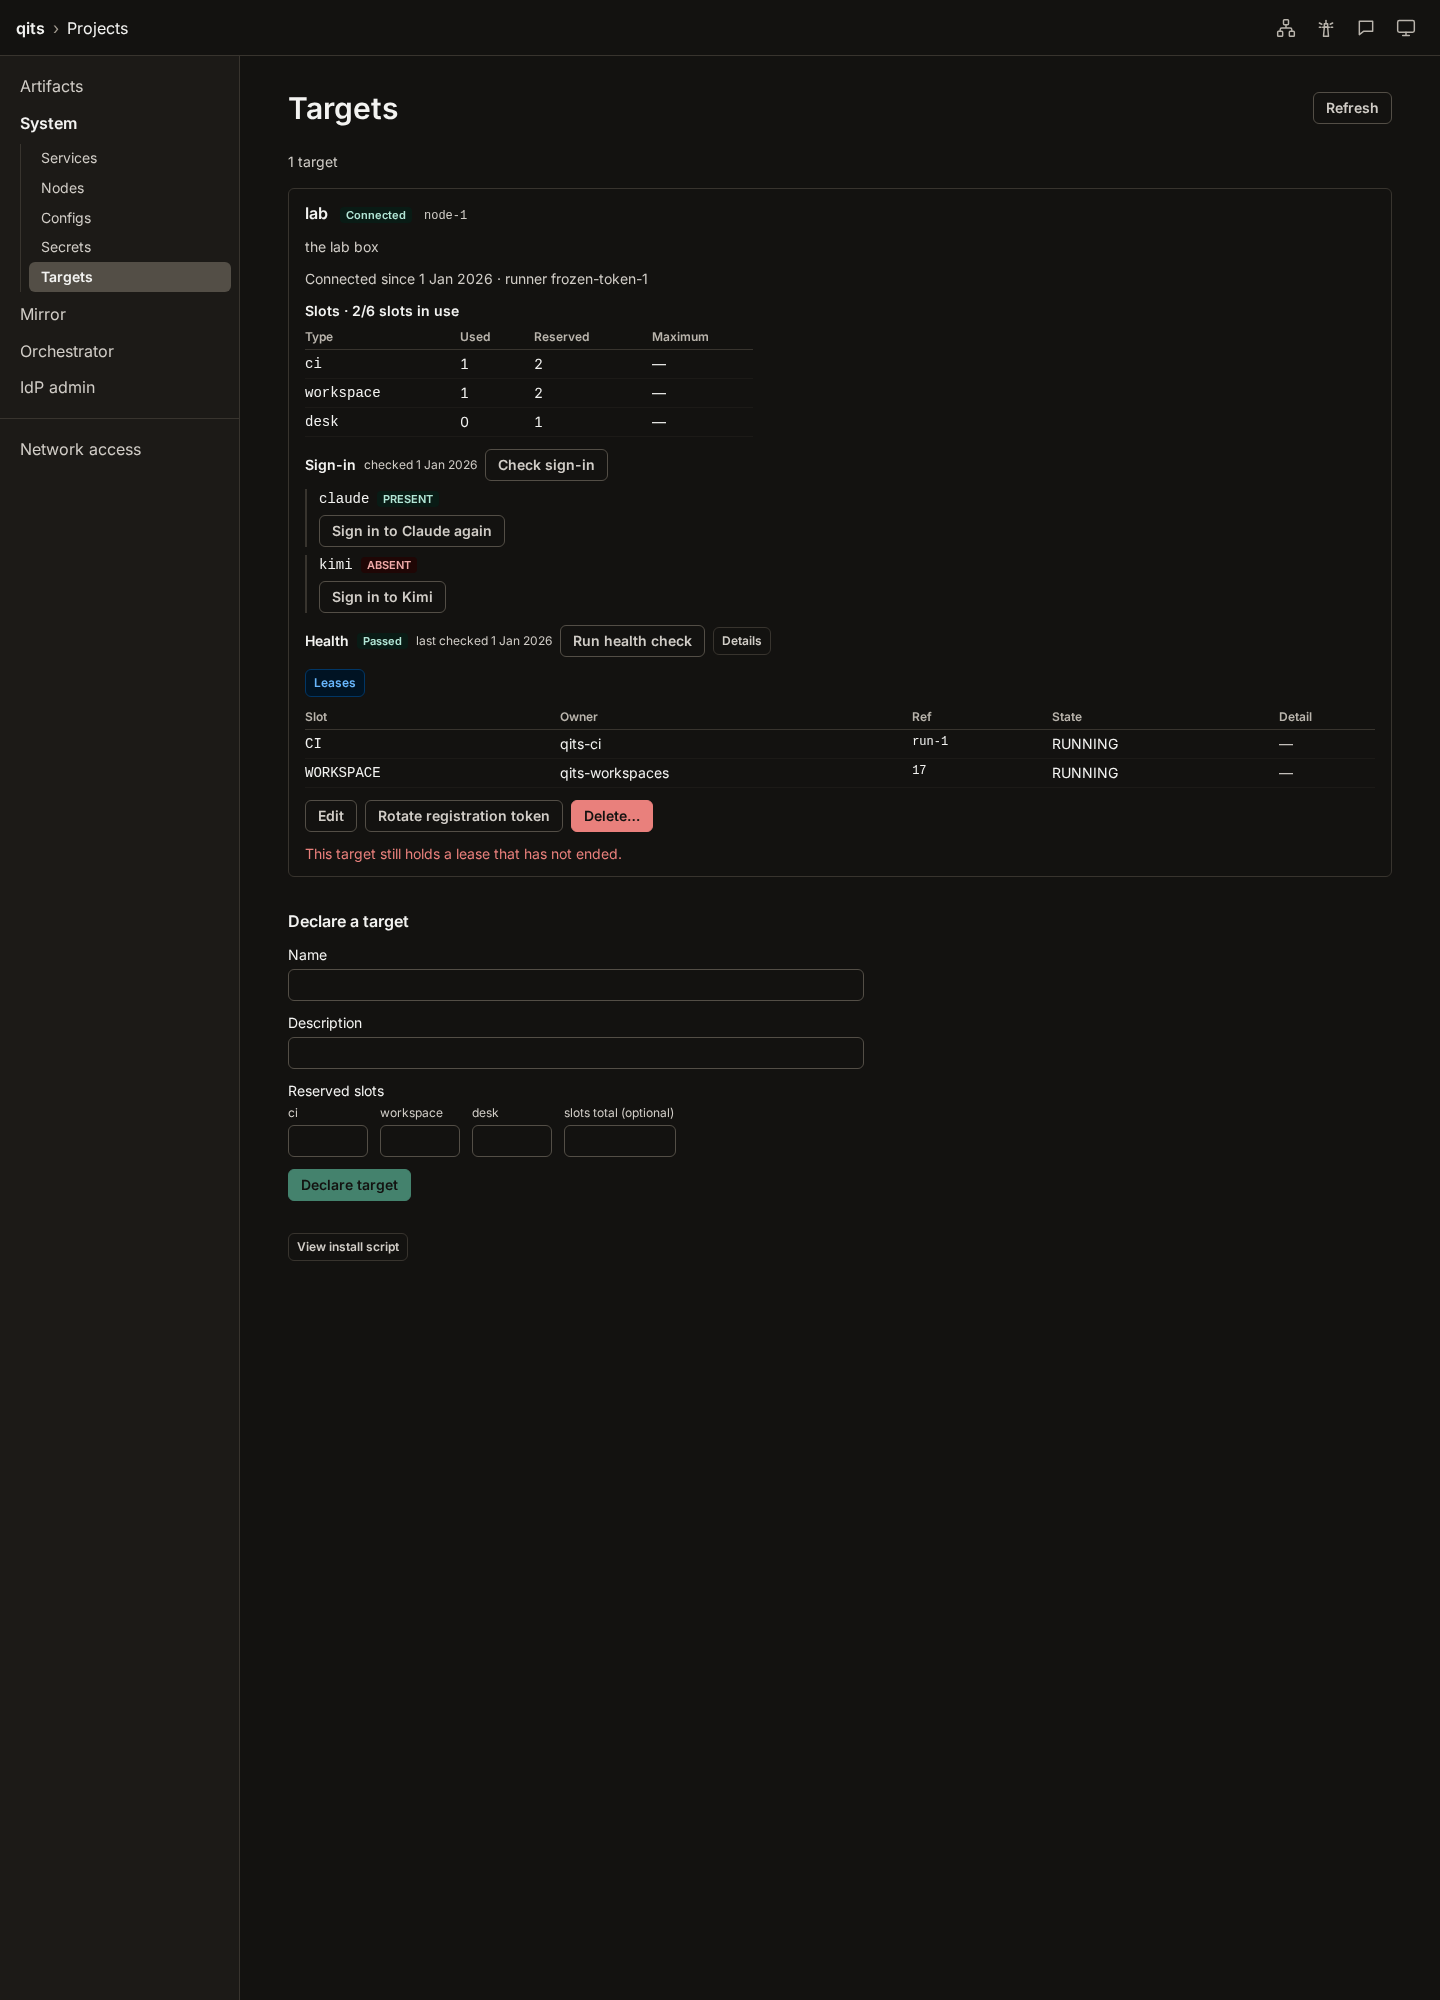 qits › Projects
Artifacts
System
Services
Nodes
Configs
Secrets
Targets
Mirror
Orchestrator
IdP admin
Network access
Targets
Refresh
1 target
lab Connected node-1
the lab box
Connected since 1 Jan 2026 · runner frozen-token-1
Slots · 2/6 slots in use
Type Used Reserved Maximum
ci 1 2 —
workspace 1 2 —
desk 0 1 —
Sign-in checked 1 Jan 2026 Check sign-in
claude PRESENT
Sign in to Claude again
kimi ABSENT
Sign in to Kimi
Health Passed last checked 1 Jan 2026 Run health check Details
Leases
Slot Owner Ref State Detail
CI qits-ci run-1 RUNNING —
WORKSPACE qits-workspaces 17 RUNNING —
Edit Rotate registration token Delete…
This target still holds a lease that has not ended.
Declare a target
Name
Description
Reserved slots
ci workspace desk slots total (optional)
Declare target
View install script